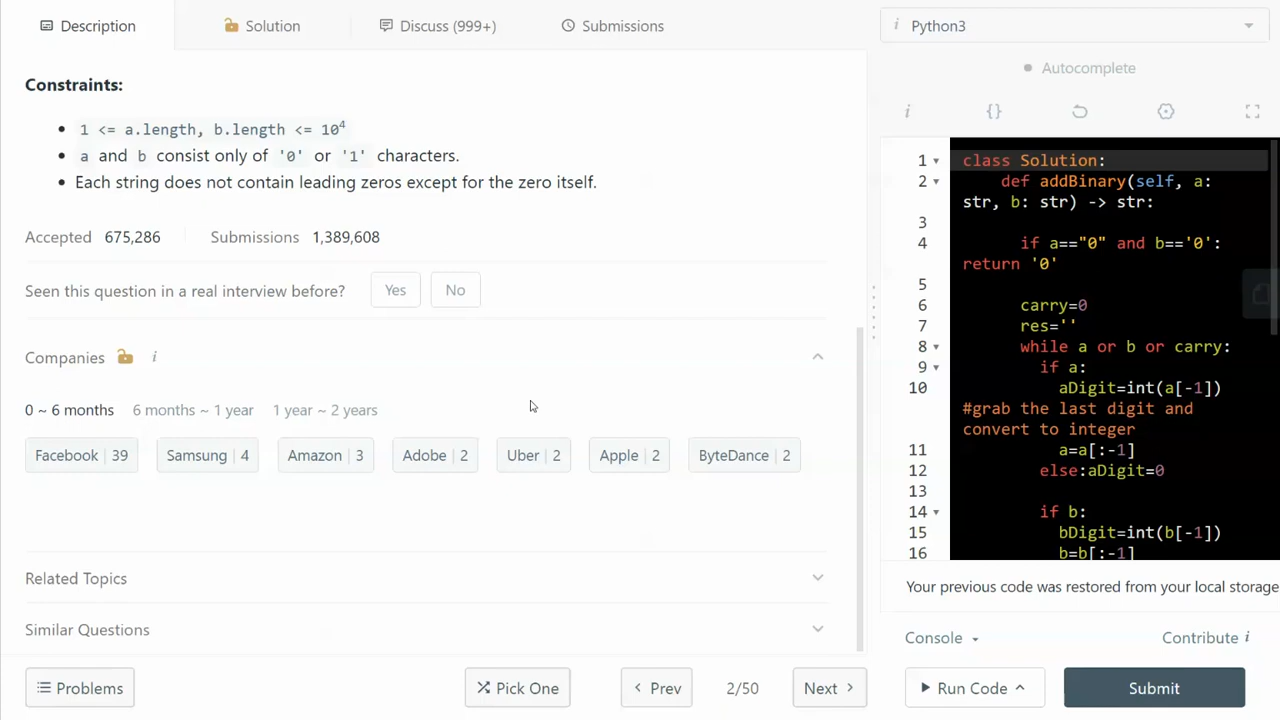 Description
Solution
Discuss (999+)
Submissions
Constraints:
1 <= a.length, b.length <= 10⁴
a and b consist only of '0' or '1' characters.
Each string does not contain leading zeros except for the zero itself.
Accepted 675,286 Submissions 1,389,608
Seen this question in a real interview before? Yes No
Companies i
0 ~ 6 months 6 months ~ 1 year 1 year ~ 2 years
Facebook 39 Samsung 4 Amazon 3 Adobe 2 Uber 2 Apple 2 ByteDance 2
Related Topics
Similar Questions
Problems Pick One Prev 2/50 Next
i Python3
Autocomplete
i {}
1 class Solution:
2 def addBinary(self, a:
str, b: str) -> str:
3
4 if a=="0" and b=='0':
return '0'
5
6 carry=0
7 res=''
8 while a or b or carry:
9 if a:
10 aDigit=int(a[-1])
#grab the last digit and
convert to integer
11 a=a[:-1]
12 else:aDigit=0
13
14 if b:
15 bDigit=int(b[-1])
16 b=b[:-1]
Your previous code was restored from your local storage
Console Contribute i
Run Code Submit